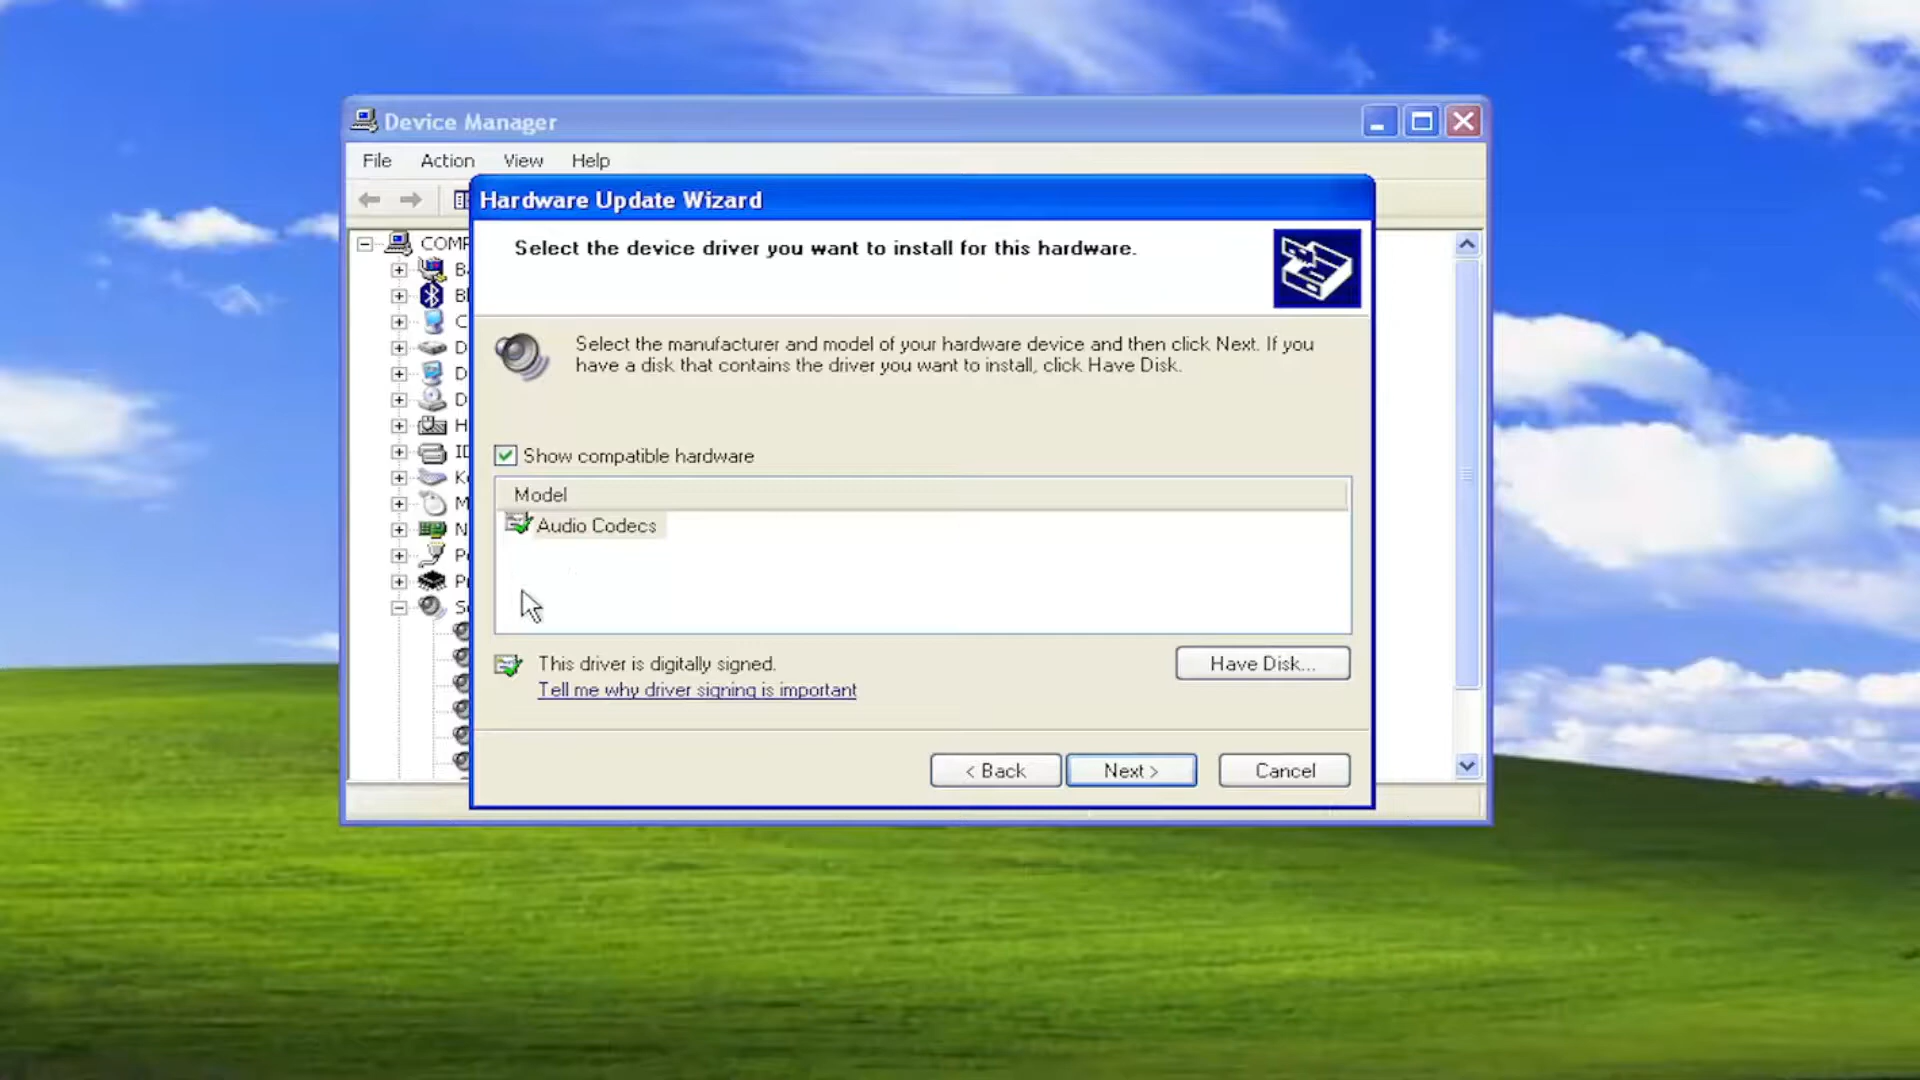 Device Manager
File Action View Help
Hardware Update Wizard
Select the device driver you want to install for this hardware.
Select the manufacturer and model of your hardware device and then click Next. If you
have a disk that contains the driver you want to install, click Have Disk.
Show compatible hardware
Model
Audio Codecs
This driver is digitally signed.
Have Disk...
Tell me why driver signing is important
< Back
Next >
Cancel